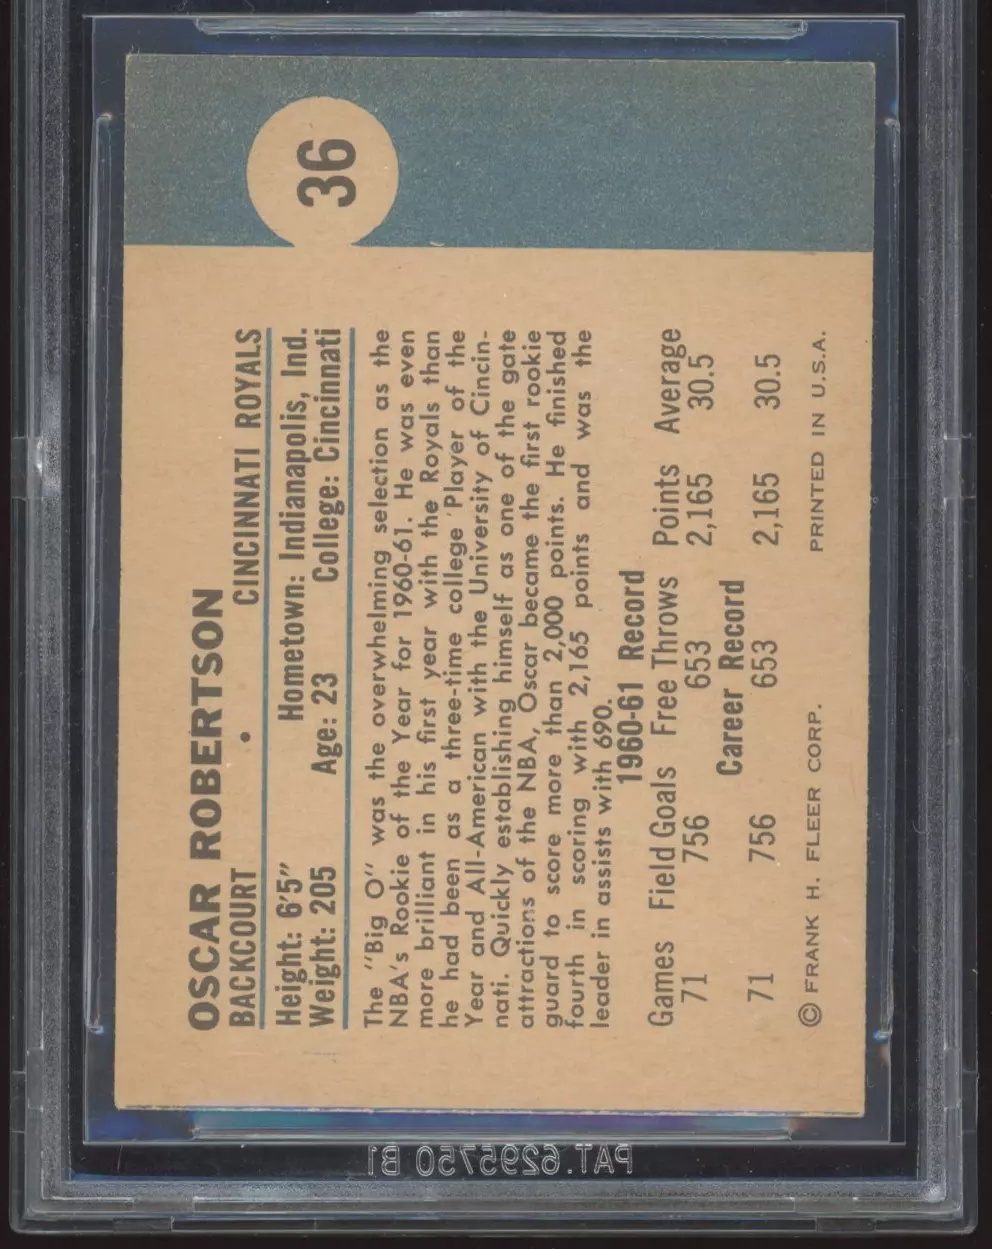 36
OSCAR ROBERTSON
BACKCOURT • CINCINNATI ROYALS
Height: 6'5" Hometown: Indianapolis, Ind.
Weight: 205 Age: 23 College: Cincinnati
The "Big O" was the overwhelming selection as the
NBA's Rookie of the Year for 1960-61. He was even
more brilliant in his first year with the Royals than
he had been as a three-time college Player of the
Year and All-American with the University of Cincin-
nati. Quickly establishing himself as one of the gate
attractions of the NBA, Oscar became the first rookie
guard to score more than 2,000 points. He finished
fourth in scoring with 2,165 points and was the
leader in assists with 690.
1960-61 Record
Games Field Goals Free Throws Points Average
71 756 653 2,165 30.5
Career Record
71 756 653 2,165 30.5
© FRANK H. FLEER CORP. PRINTED IN U.S.A.
PAT.6295750 B1